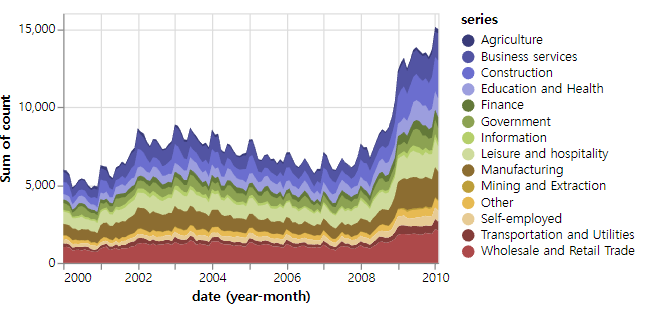 series
15,000
10,000
5,000
0
Sum of count
2000
2002
2004
2006
2008
2010
date (year-month)
Agriculture
Business services
Construction
Education and Health
Finance
Government
Information
Leisure and hospitality
Manufacturing
Mining and Extraction
Other
Self-employed
Transportation and Utilities
Wholesale and Retail Trade